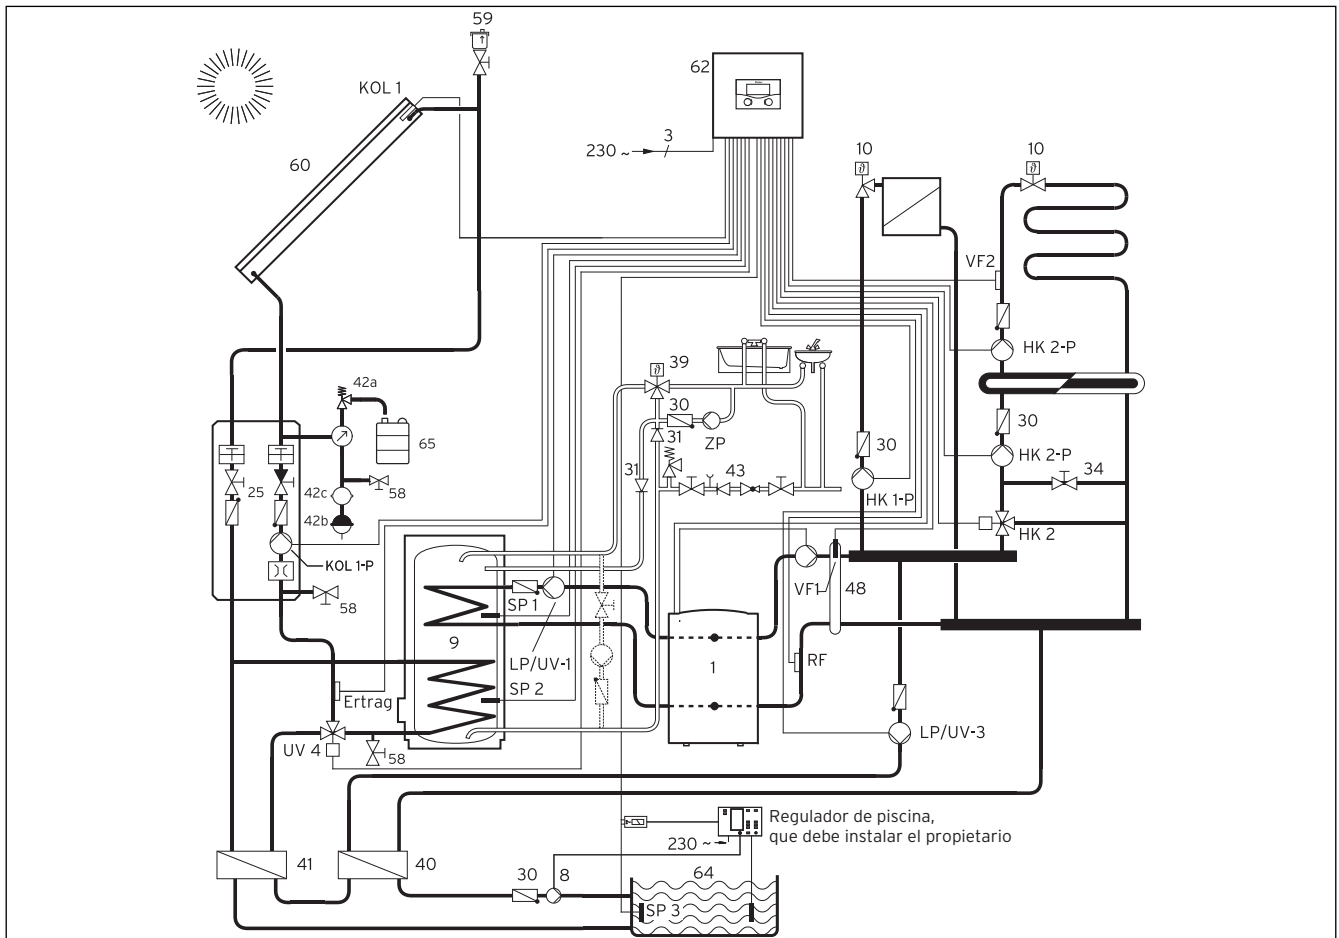 59
62
KOL 1
3
230 ~
10
10
60
VF2
HK 2-P
39
42a
30
ZP
30
30
65
31
31
HK 2-P
43
34
25
42c
58
HK 1-P
42b
HK 2
KOL 1-P
VF1
48
58
SP 1
9
LP/UV-1
1
RF
SP 2
Ertrag
LP/UV-3
UV 4
58
Regulador de piscina,
que debe instalar el propietario
230 ~
41
40
30
8
64
SP 3